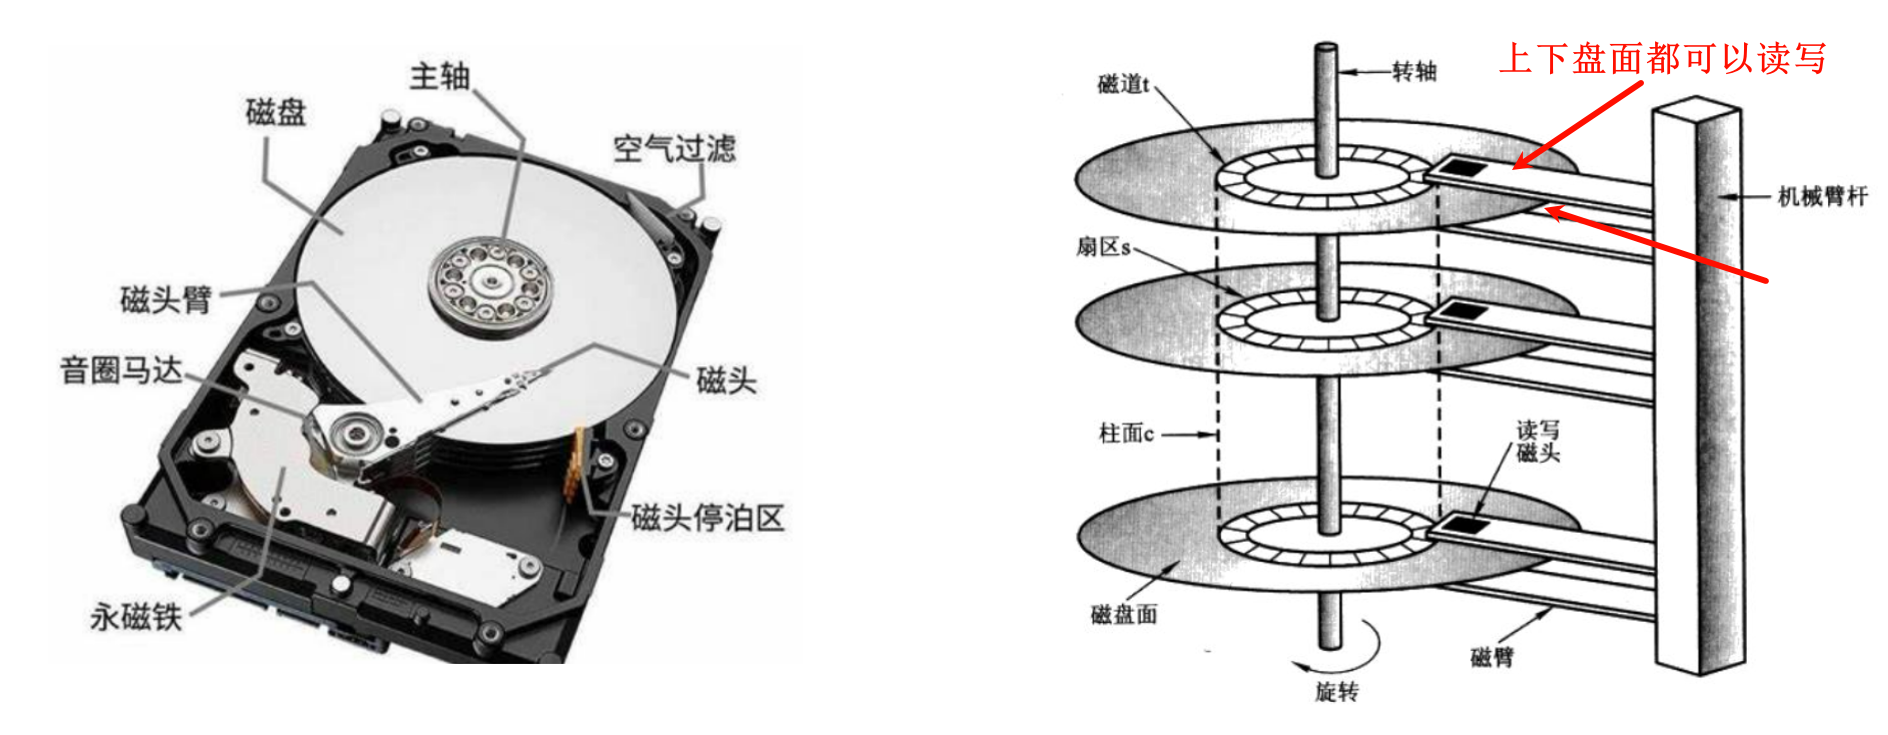 主轴
磁盘
空气过滤
磁头臂
音圈马达
磁头
磁头停泊区
永磁铁
上下盘面都可以读写
转轴
磁道t
机械臂杆
扇区s
柱面c
读写
磁头
磁盘面
磁臂
旋转